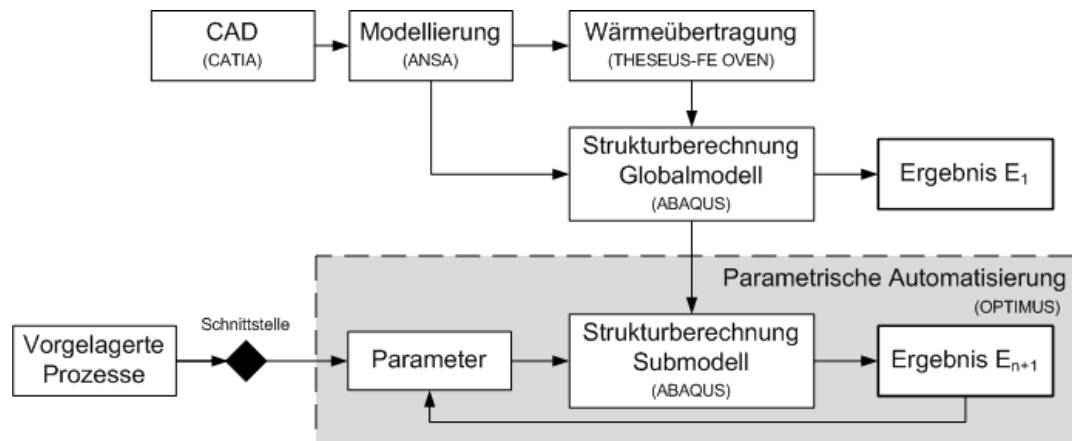 CAD
(CATIA)
Modellierung
(ANSA)
Wärmeübertragung
(THESEUS-FE OVEN)
Strukturberechnung
Globalmodell
(ABAQUS)
Ergebnis E₁
Parametrische Automatisierung
(OPTIMUS)
Vorgelagerte
Prozesse
Schnittstelle
Parameter
Strukturberechnung
Submodell
(ABAQUS)
Ergebnis Eₙ₊₁